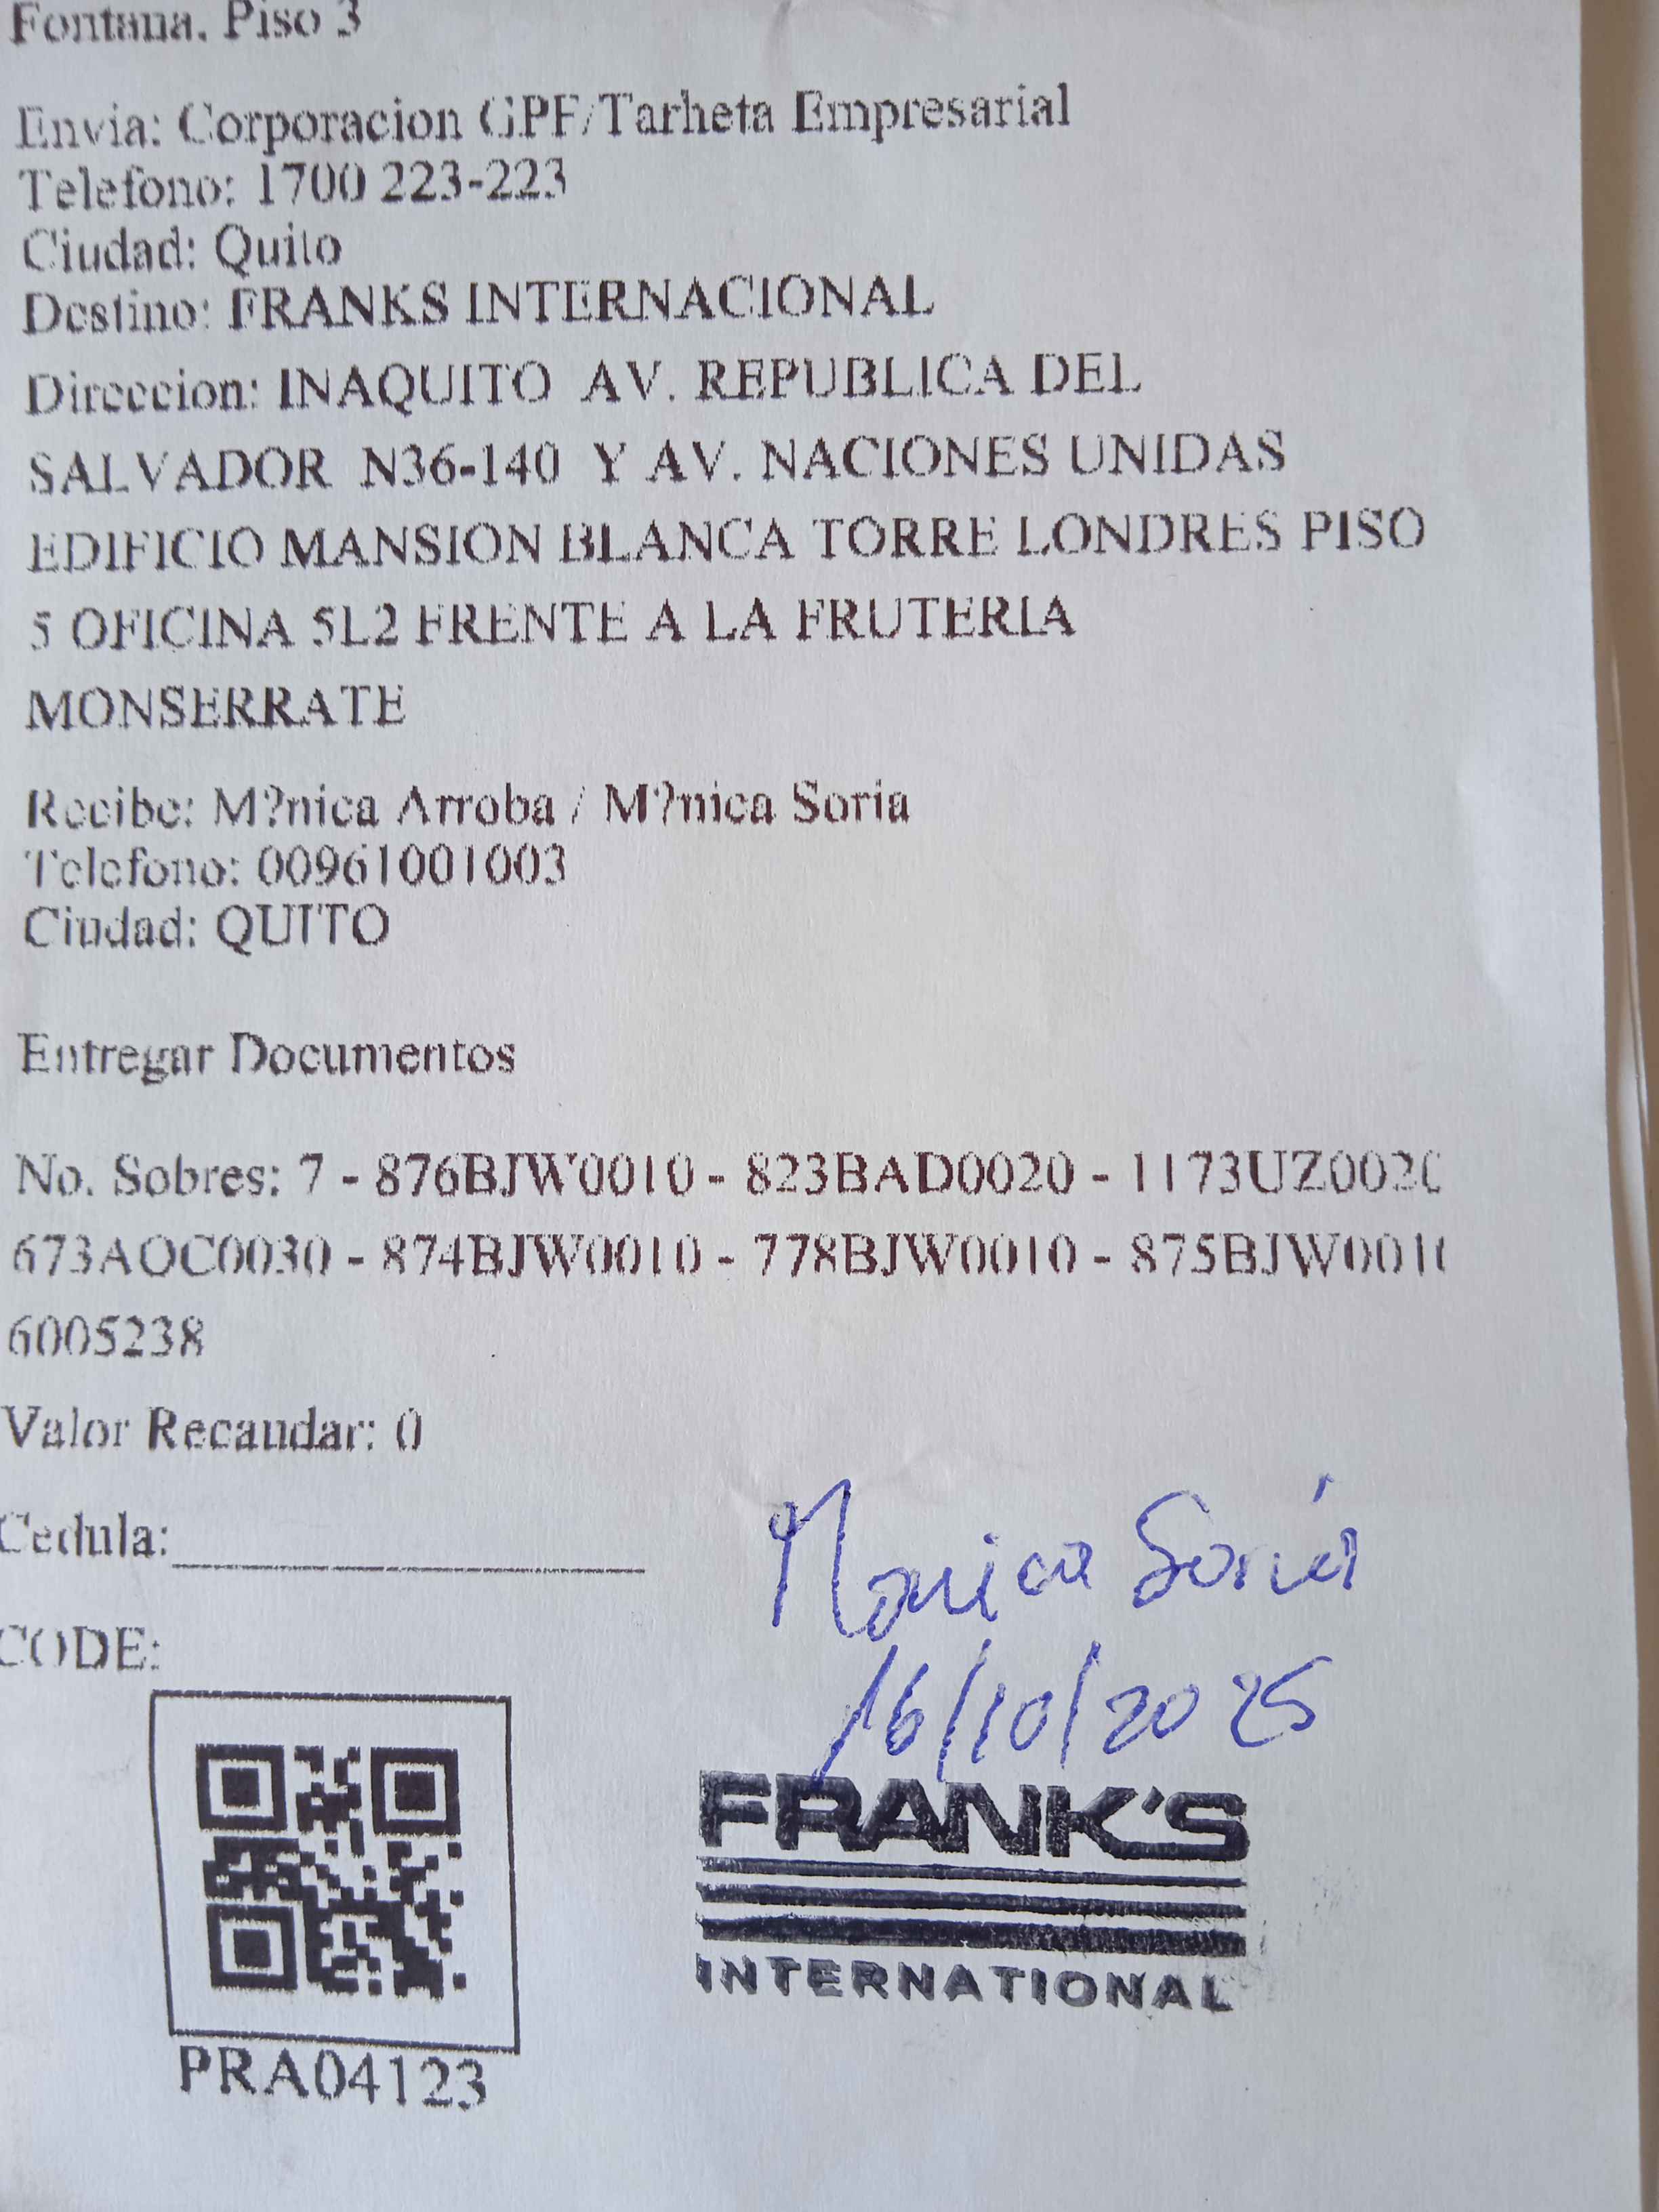 Fontana. Piso 3
Envia: Corporacion GPF/Tarheta Empresarial
Telefono: 1700 223-223
Ciudad: Quito
Destino: FRANKS INTERNACIONAL
Direccion: INAQUITO AV. REPUBLICA DEL
SALVADOR N36-140 Y AV. NACIONES UNIDAS
EDIFICIO MANSION BLANCA TORRE LONDRES PISO
5 OFICINA 5L2 FRENTE A LA FRUTERIA
MONSERRATE
Recibe: M?nica Arroba / M?nica Soria
Telefono: 00961001003
Ciudad: QUITO
Entregar Documentos
No. Sobres: 7 - 876BJW0010 - 823BAD0020 - 1173UZ0020
673AOC0030 - 874BJW0010 - 778BJW0010 - 875BJW0010
6005238
Valor Recaudar: 0
Cedula:
Monica Soria
CODE:
16/10/2025
FRANK'S
INTERNATIONAL
PRA04123